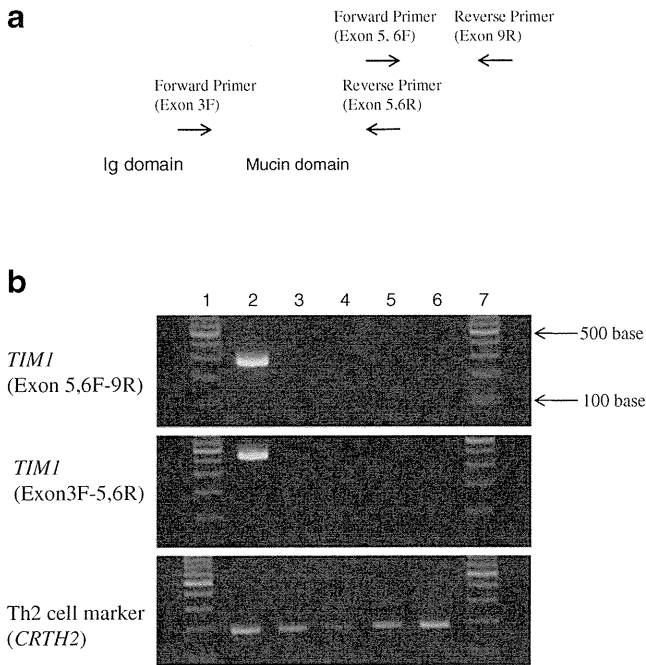 a
Forward Primer
(Exon 5, 6F)
Reverse Primer
(Exon 9R)
Forward Primer
(Exon 3F)
Reverse Primer
(Exon 5,6R)
Ig domain
Mucin domain
b
1 2 3 4 5 6 7
TIM1
(Exon 5,6F-9R)
500 base
100 base
TIM1
(Exon3F-5,6R)
Th2 cell marker
(CRTH2)